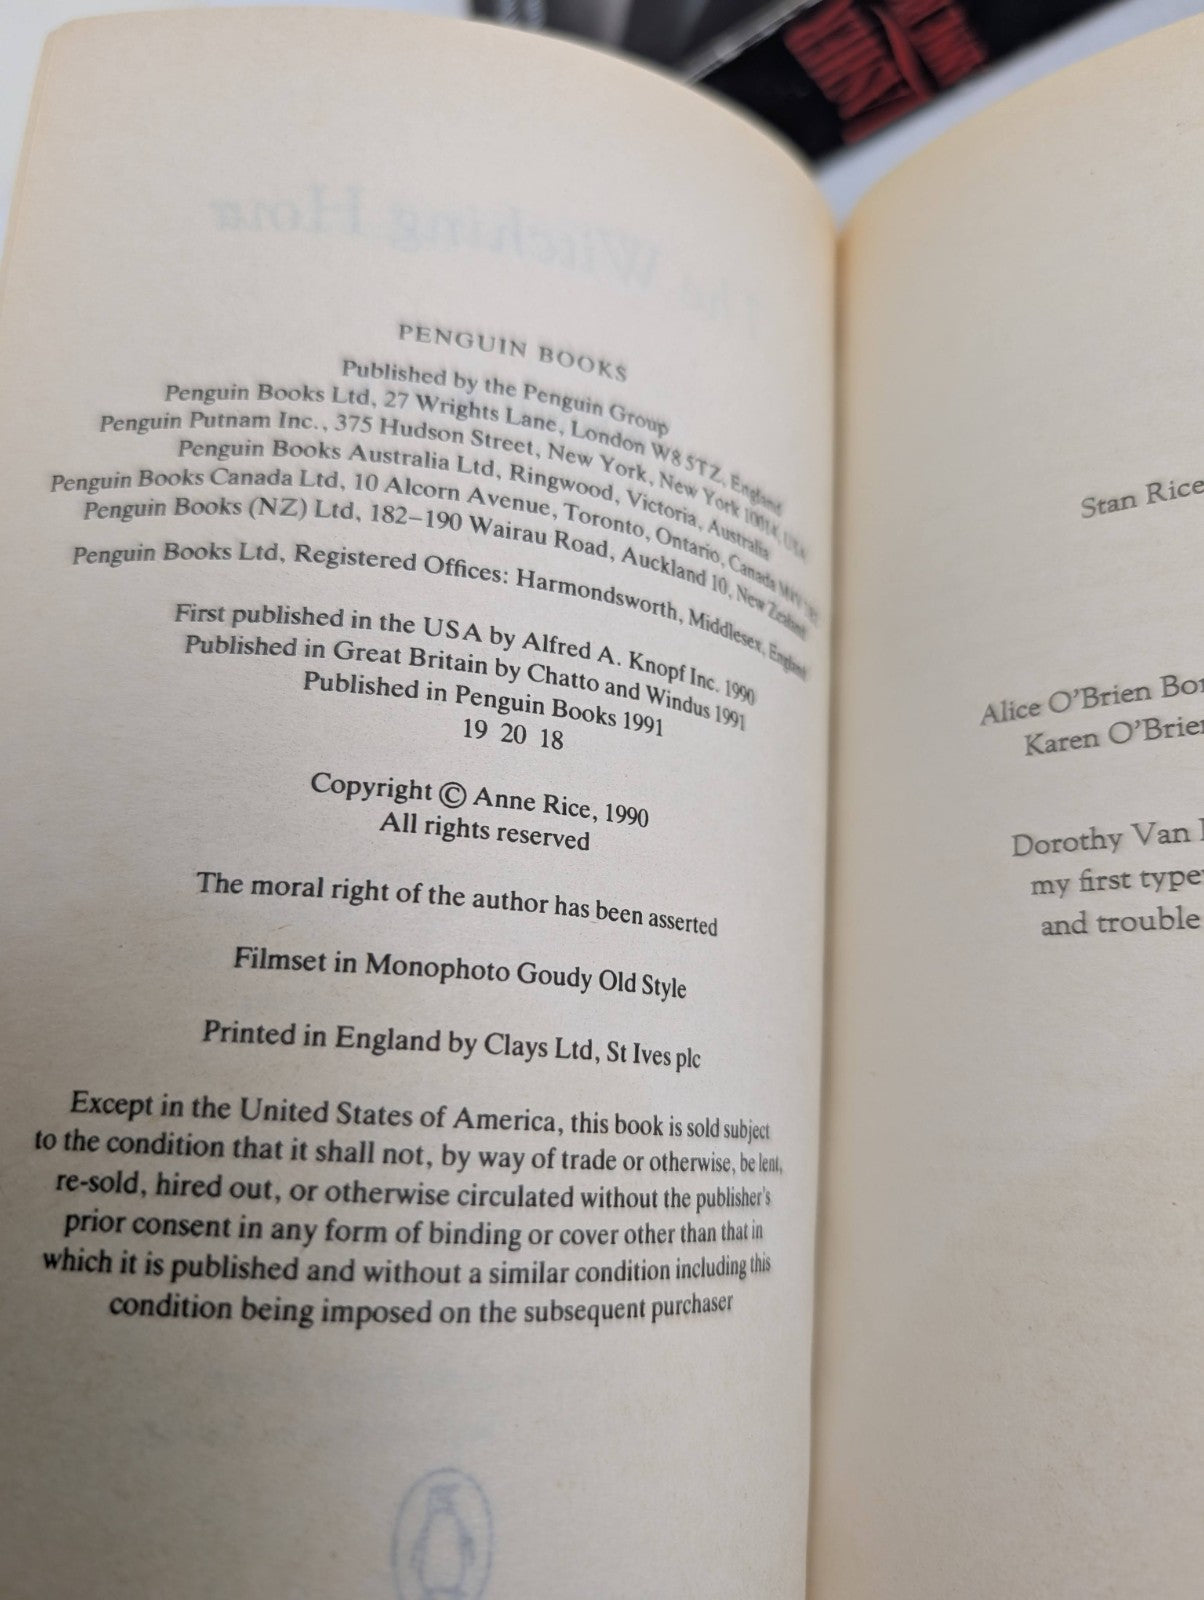 The Witching Hour
PENGUIN BOOKS
Published by the Penguin Group
Penguin Books Ltd, 27 Wrights Lane, London W8 5TZ, England
Penguin Putnam Inc., 375 Hudson Street, New York, New York 10014, USA
Penguin Books Australia Ltd, Ringwood, Victoria, Australia
Penguin Books Canada Ltd, 10 Alcorn Avenue, Toronto, Ontario, Canada
Penguin Books (NZ) Ltd, 182–190 Wairau Road, Auckland 10, New Zealand
Penguin Books Ltd, Registered Offices: Harmondsworth, Middlesex, England
First published in the USA by Alfred A. Knopf Inc. 1990
Published in Great Britain by Chatto and Windus 1991
Published in Penguin Books 1991
19 20 18
Copyright © Anne Rice, 1990
All rights reserved
The moral right of the author has been asserted
Filmset in Monophoto Goudy Old Style
Printed in England by Clays Ltd, St Ives plc
Except in the United States of America, this book is sold subject
to the condition that it shall not, by way of trade or otherwise, be lent,
re-sold, hired out, or otherwise circulated without the publisher's
prior consent in any form of binding or cover other than that in
which it is published and without a similar condition including this
condition being imposed on the subsequent purchaser
Stan Rice
Alice O'Brien
Karen O'Brien
Dorothy Van
my first
and trouble